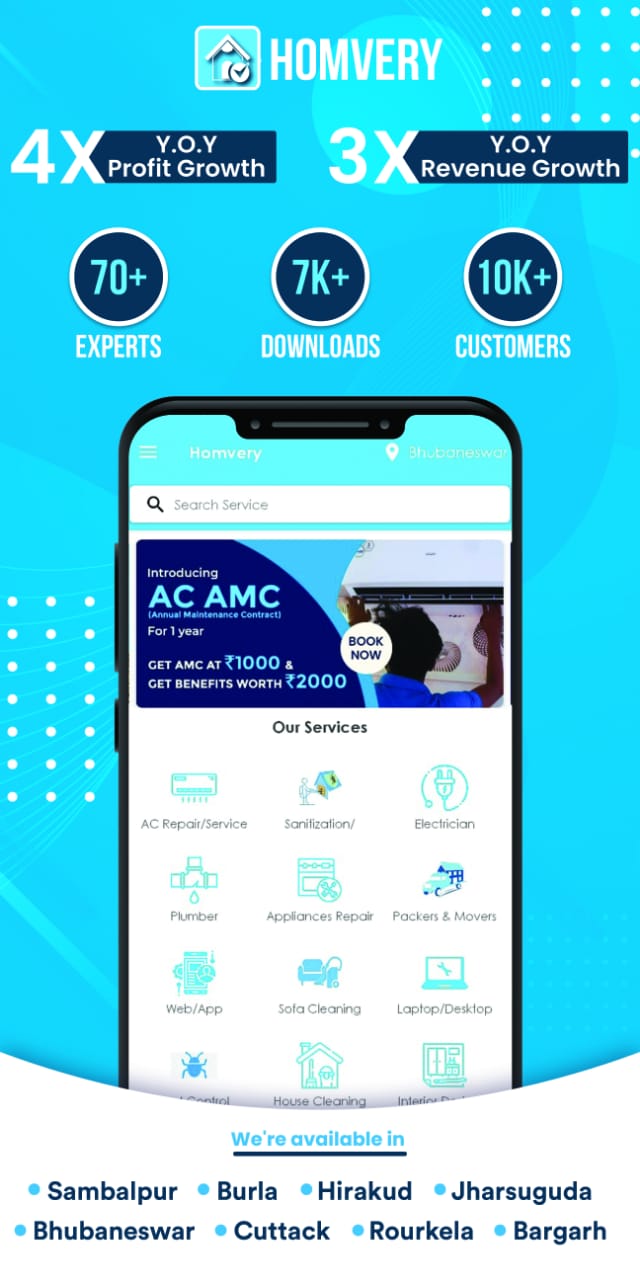 HOMVERY
4X Y.O.Y
Profit Growth
3X Y.O.Y
Revenue Growth
70+
EXPERTS
7K+
DOWNLOADS
10K+
CUSTOMERS
Homvery
Bhubaneswar
Search Service
Introducing
AC AMC
(Annual Maintenance Contract)
For 1 year
GET AMC AT ₹1000 &
GET BENEFITS WORTH ₹2000
BOOK
NOW
Our Services
AC Repair/Service
Sanitization/
Electrician
Plumber
Appliances Repair
Packers & Movers
Web/App
Sofa Cleaning
Laptop/Desktop
Control
House Cleaning
Interior
We're available in
Sambalpur
Burla
Hirakud
Jharsuguda
Bhubaneswar
Cuttack
Rourkela
Bargarh